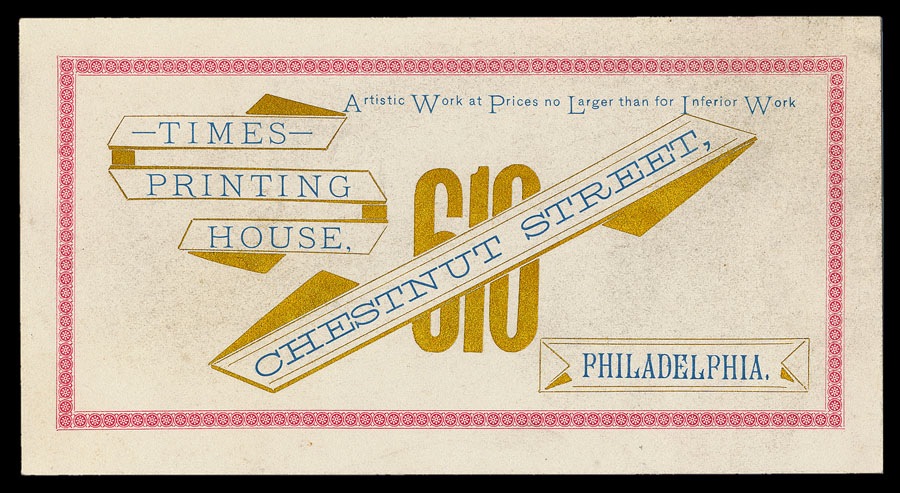 Artistic Work at Prices no Larger than for Inferior Work
—TIMES—
PRINTING
HOUSE,
610
CHESTNUT STREET,
PHILADELPHIA.